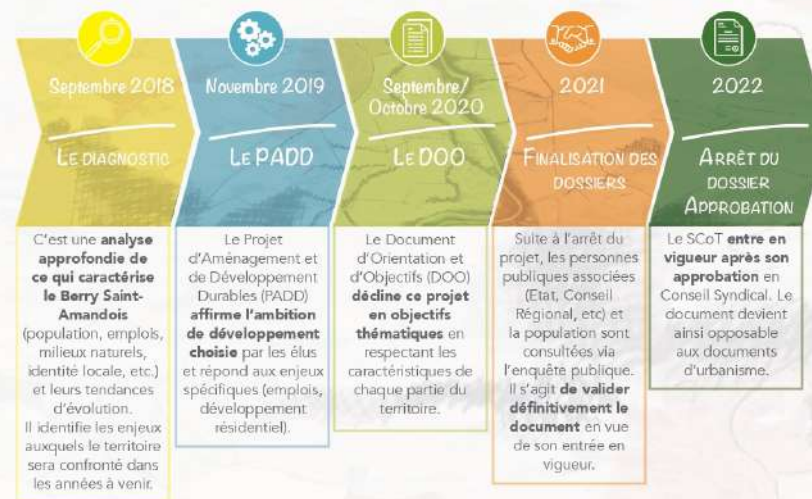 Septembre 2018
LE DIAGNOSTIC
C'est une analyse
approfondie de
ce qui caractérise
le Berry Saint-
Amandois
(population, emplois,
milieux naturels,
identité locale, etc.)
et leurs tendances
d'évolution.
Il identifie les enjeux
auxquels le territoire
sera confronté dans
les années à venir.
Novembre 2019
LE PADD
Le Projet
d'Aménagement et
de Développement
Durables (PADD)
affirme l'ambition
de développement
choisie par les élus
et répond aux enjeux
spécifiques (emplois,
développement
résidentiel).
Septembre/
Octobre 2020
LE DOO
Le Document
d'Orientation et
d'Objectifs (DOO)
décline ce projet
en objectifs
thématiques en
respectant les
caractéristiques de
chaque partie du
territoire.
2021
FINALISATION DES
DOSSIERS
Suite à l'arrêt du
projet, les personnes
publiques associées
(Etat, Conseil
Régional, etc) et
la population sont
consultées via
l'enquête publique.
Il s'agit de valider
définitivement le
document en vue
de son entrée en
vigueur.
2022
ARRÊT DU
DOSSIER
APPROBATION
Le SCoT entre en
vigueur après son
approbation en
Conseil Syndical. Le
document devient
ainsi opposable
aux documents
d'urbanisme.